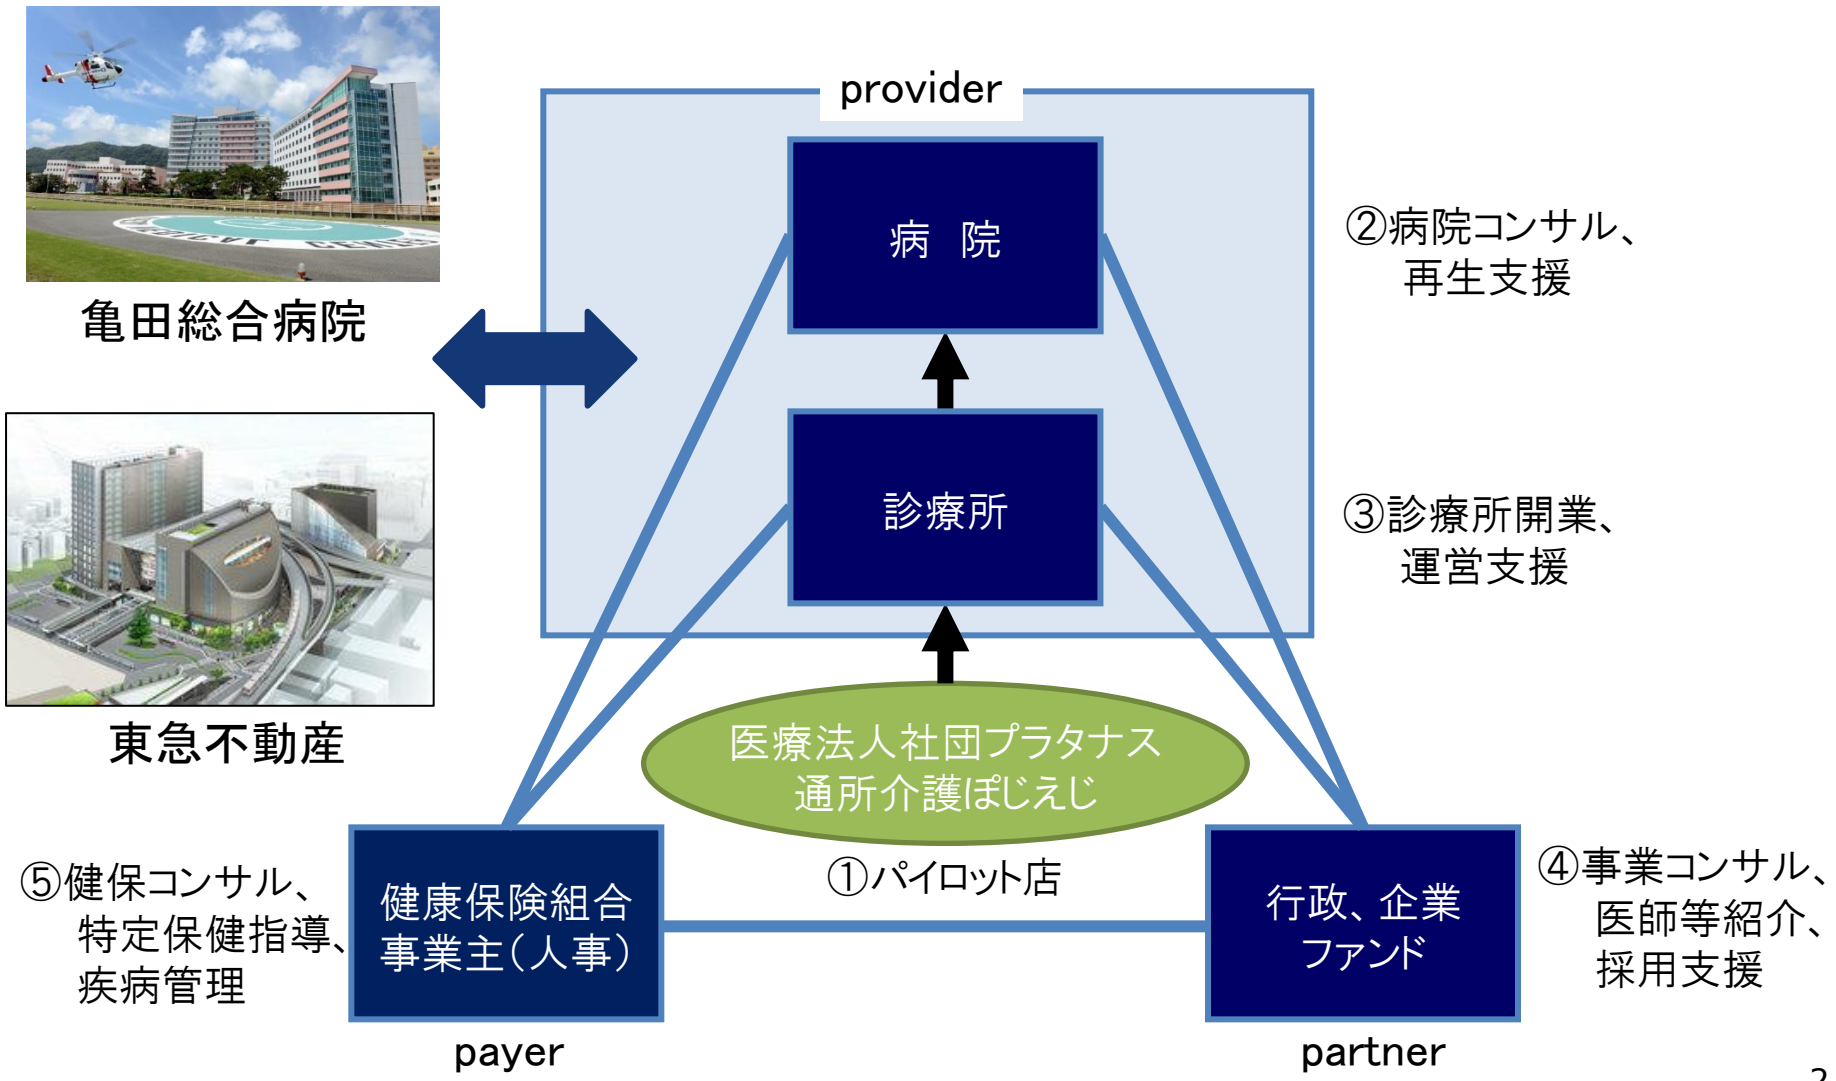 provider
病 院
②病院コンサル、
再生支援
亀田総合病院
診療所
③診療所開業、
運営支援
東急不動産
医療法人社団プラタナス
通所介護ぽじえじ
①パイロット店
⑤健保コンサル、
特定保健指導、
疾病管理
健康保険組合
事業主(人事)
payer
行政、企業
ファンド
partner
④事業コンサル、
医師等紹介、
採用支援
2